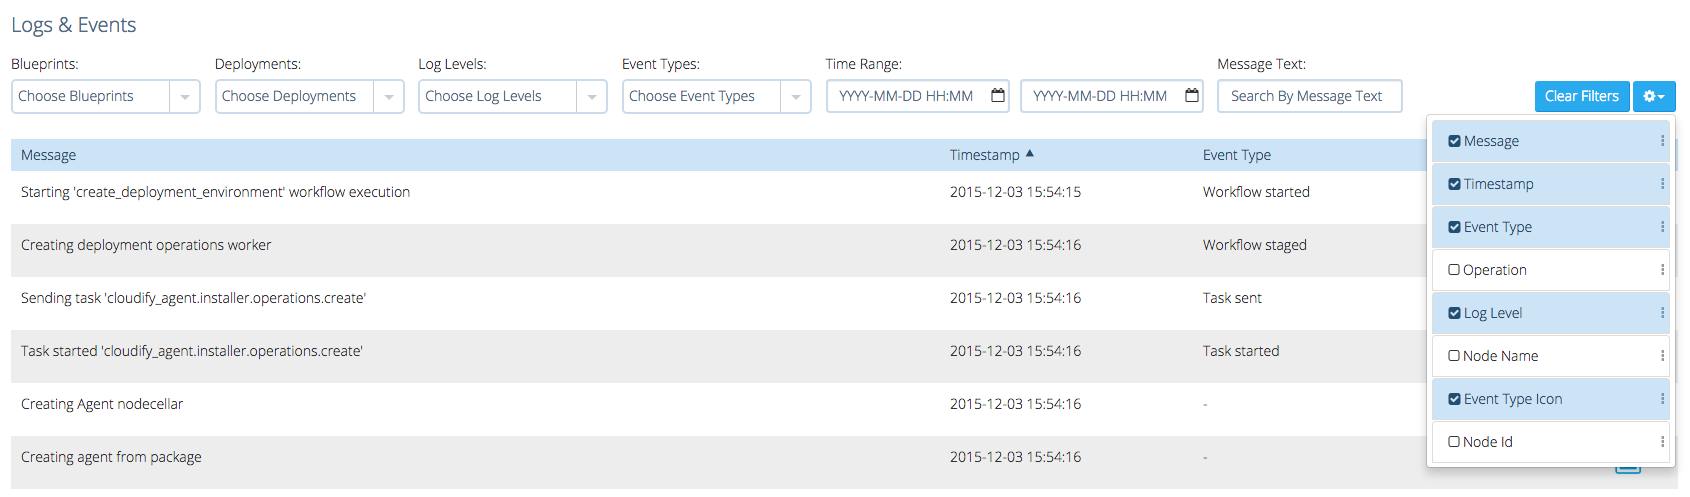 Logs & Events
Blueprints: Deployments: Log Levels: Event Types: Time Range: Message Text:
Choose Blueprints Choose Deployments Choose Log Levels Choose Event Types YYYY-MM-DD HH:MM YYYY-MM-DD HH:MM Search By Message Text Clear Filters
Message Timestamp Event Type
Starting 'create_deployment_environment' workflow execution 2015-12-03 15:54:15 Workflow started
Creating deployment operations worker 2015-12-03 15:54:16 Workflow staged
Sending task 'cloudify_agent.installer.operations.create' 2015-12-03 15:54:16 Task sent
Task started 'cloudify_agent.installer.operations.create' 2015-12-03 15:54:16 Task started
Creating Agent nodecellar 2015-12-03 15:54:16 -
Creating agent from package 2015-12-03 15:54:16 -
Message
Timestamp
Event Type
Operation
Log Level
Node Name
Event Type Icon
Node Id